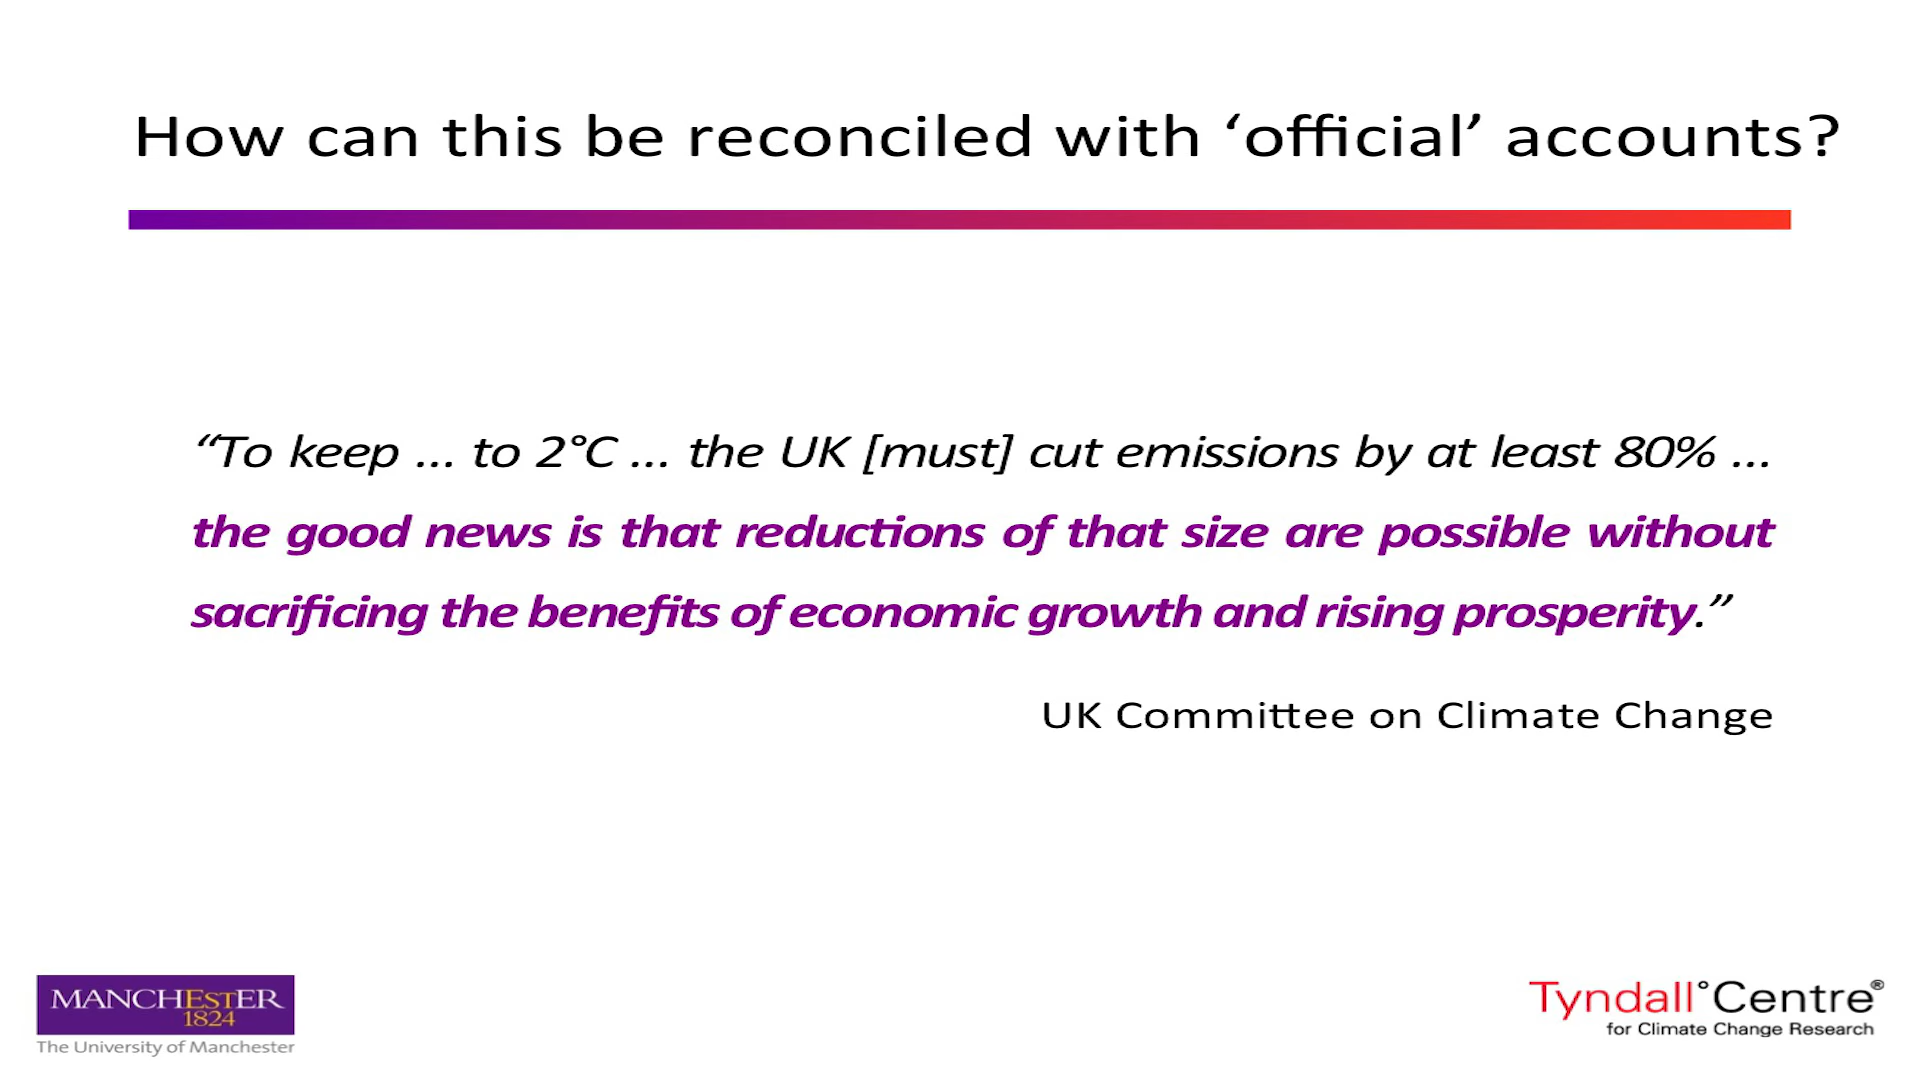 How can this be reconciled with ‘official’ accounts?
“To keep ... to 2°C ... the UK [must] cut emissions by at least 80% ...
the good news is that reductions of that size are possible without
sacrificing the benefits of economic growth and rising prosperity.”
UK Committee on Climate Change
MANCHESTER
1824
The University of Manchester
Tyndall°Centre®
for Climate Change Research